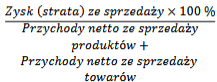 Zysk (strata) ze sprzedaży × 100 %
Przychody netto ze sprzedaży
produktów +
Przychody netto ze sprzedaży
towarów